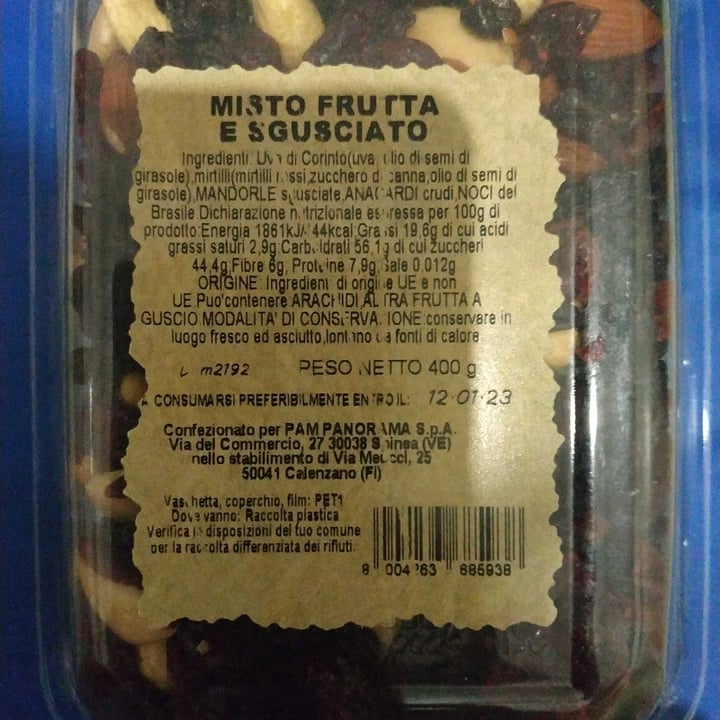 MISTO FRUTTA
E SGUSCIATO
Ingredienti: Uva di Corinto(uva, olio di semi di
girasole),mirtilli(mirtilli rossi,zucchero di canna,olio di semi di
girasole),MANDORLE sgusciate,ANACARDI crudi,NOCI del
Brasile.Dichiarazione nutrizionale espressa per 100g di
prodotto:Energia 1861kJ/ 44kcal,Grassi 19,6g di cui acidi
grassi saturi 2,9g,Carboidrati 56,1g di cui zuccheri
44,4g,Fibre 6g, Proteine 7,9g,Sale 0,012g
ORIGINE: Ingredienti di origine UE e non
UE Puo'contenere ARACHIDI,ALTRA FRUTTA A
GUSCIO.MODALITA' DI CONSERVAZIONE:conservare in
luogo fresco ed asciutto,lontano da fonti di calore
L m2192 PESO NETTO 400 g
DA CONSUMARSI PREFERIBILMENTE ENTRO IL: 12·01·23
Confezionato per PAM PANORAMA S.p.A.
Via del Commercio, 27 30038 Spinea (VE)
nello stabilimento di Via Meucci, 25
50041 Calenzano (Fi)
Vaschetta, coperchio, film: PET1
Dove vanno: Raccolta plastica
Verifica le disposizioni del tuo comune
per la raccolta differenziata dei rifiuti.
8 004 63 685938